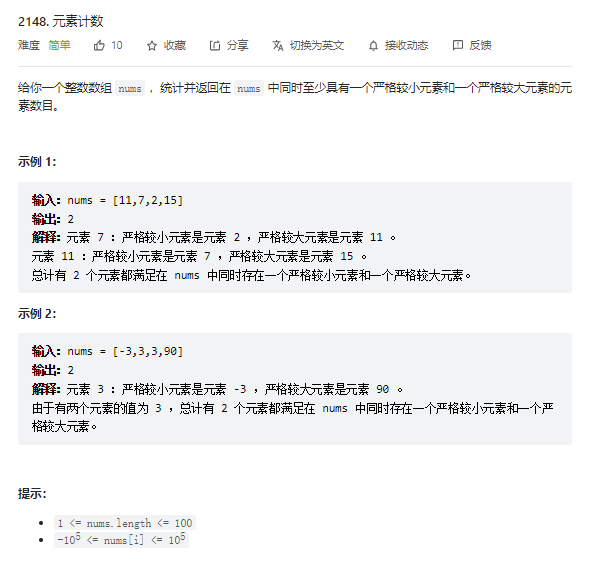 2148. 元素计数
难度 简单 10 收藏 分享 切换为英文 接收动态 反馈
给你一个整数数组 nums ，统计并返回在 nums 中同时至少具有一个严格较小元素和一个严格较大元素的元
素数目。
示例 1：
输入：nums = [11,7,2,15]
输出：2
解释：元素 7 ：严格较小元素是元素 2 ，严格较大元素是元素 11 。
元素 11 ：严格较小元素是元素 7 ，严格较大元素是元素 15 。
总计有 2 个元素都满足在 nums 中同时存在一个严格较小元素和一个严格较大元素。
示例 2：
输入：nums = [-3,3,3,90]
输出：2
解释：元素 3 ：严格较小元素是元素 -3 ，严格较大元素是元素 90 。
由于有两个元素的值为 3 ，总计有 2 个元素都满足在 nums 中同时存在一个严格较小元素和一个严
格较大元素。
提示：
1 <= nums.length <= 100
-10⁵ <= nums[i] <= 10⁵